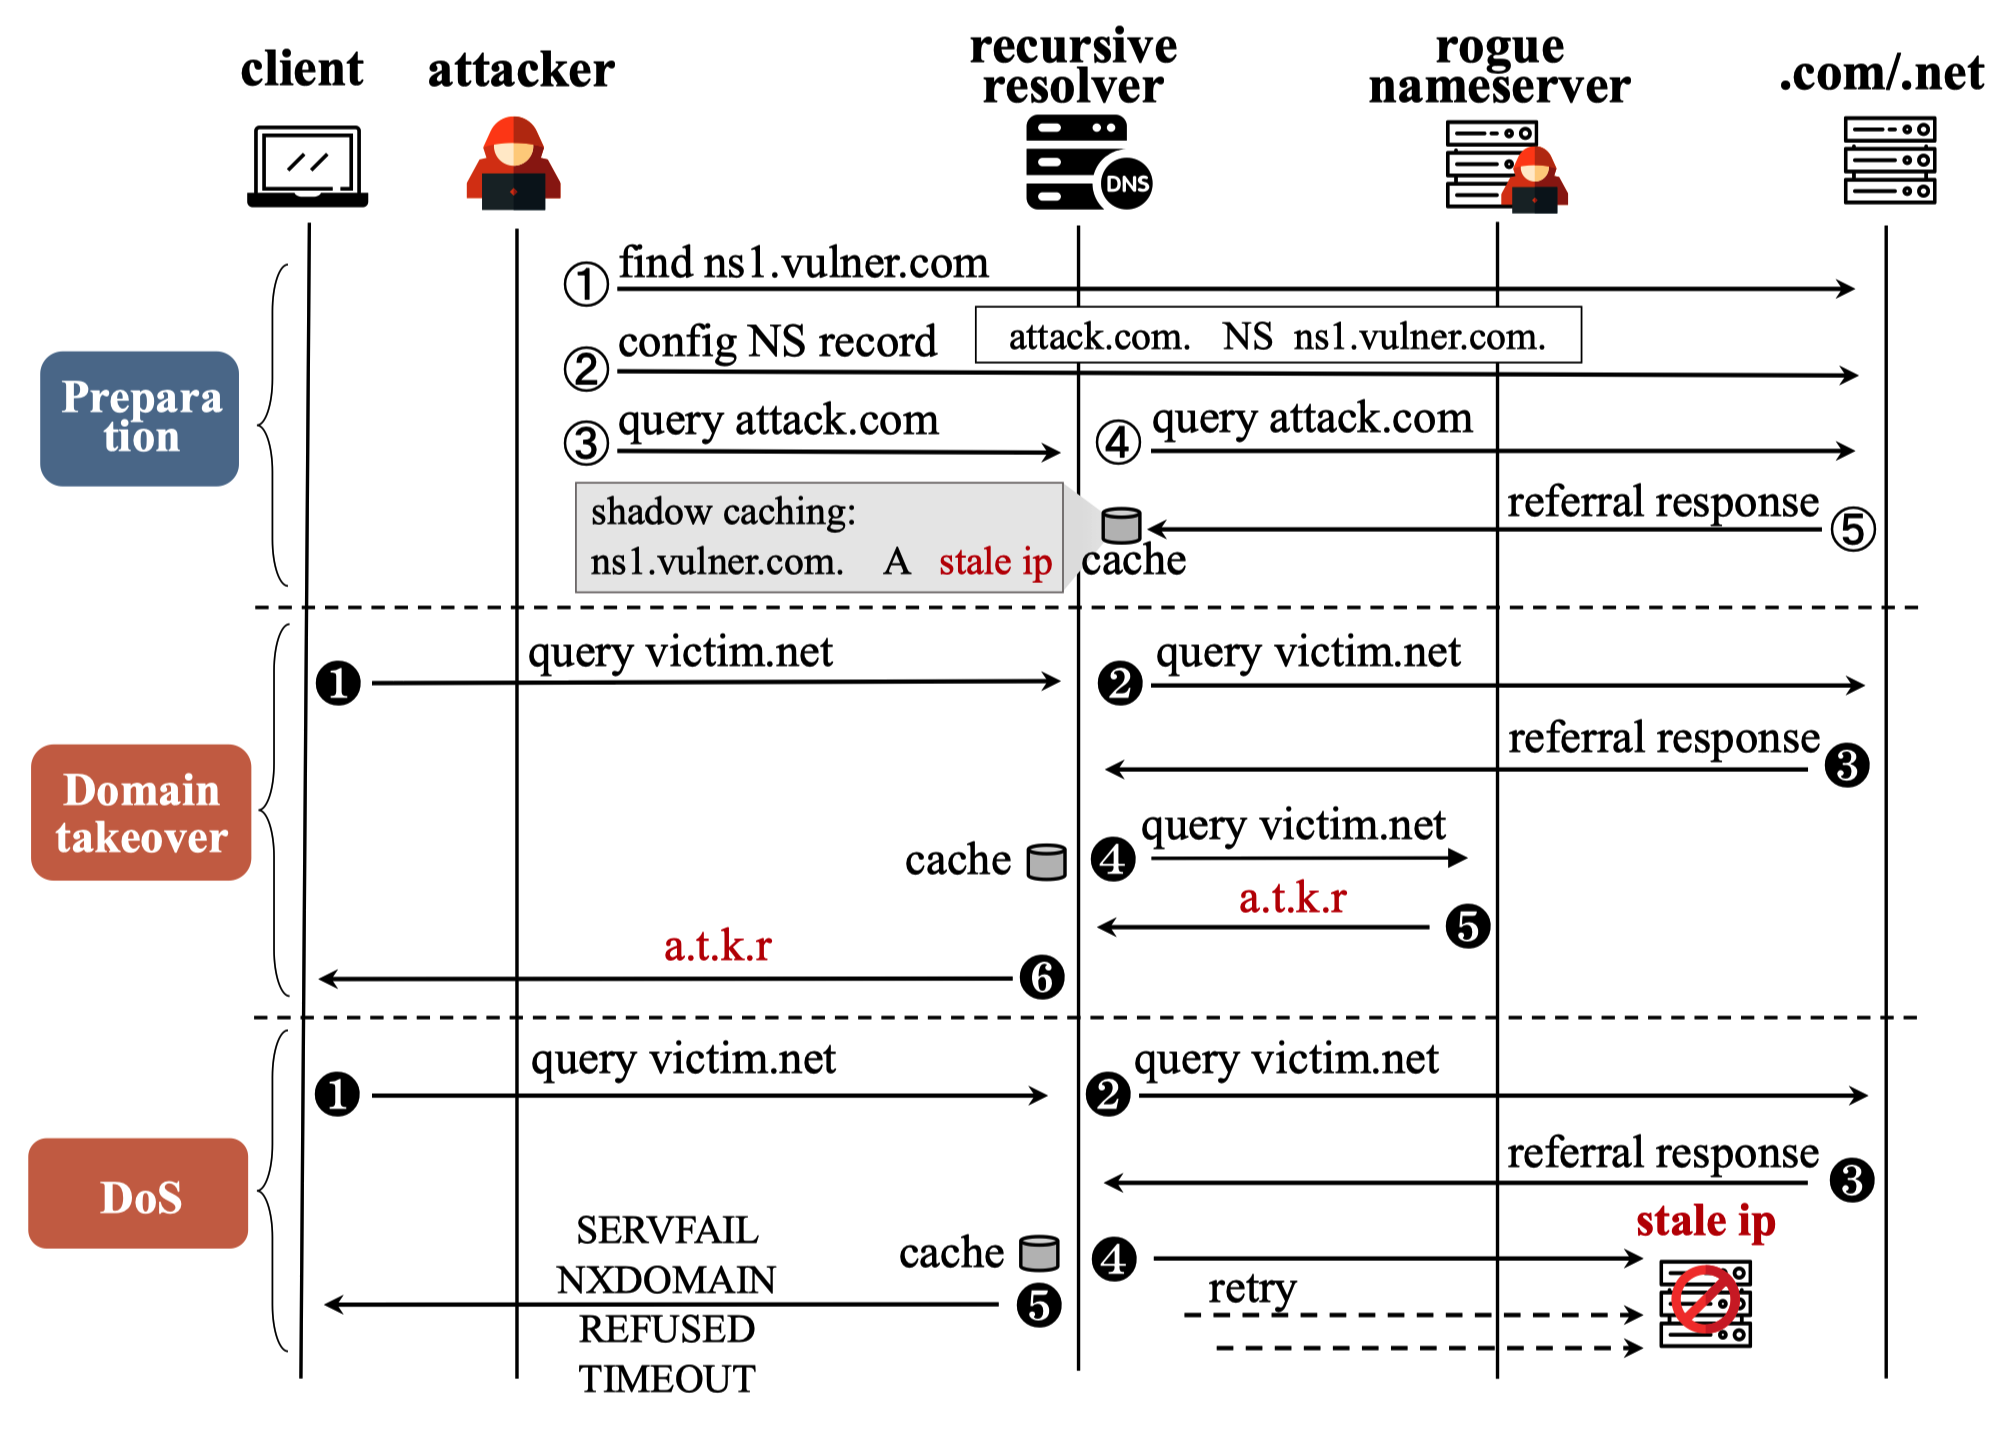 client
attacker
recursive
resolver
rogue
nameserver
.com/.net
DNS
Prepara
tion
① find ns1.vulner.com
② config NS record
attack.com. NS ns1.vulner.com.
③ query attack.com
④ query attack.com
referral response ⑤
shadow caching:
ns1.vulner.com. A stale ip
cache
Domain
takeover
❶ query victim.net
❷ query victim.net
referral response ❸
cache
❹ query victim.net
a.t.k.r ❺
a.t.k.r ❻
DoS
❶ query victim.net
❷ query victim.net
referral response ❸
stale ip
cache
❹
retry
❺
SERVFAIL
NXDOMAIN
REFUSED
TIMEOUT